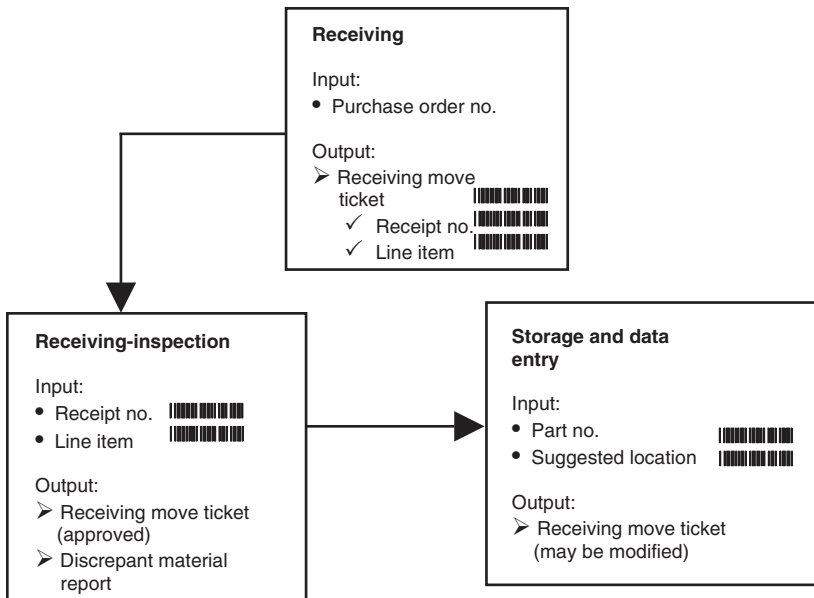 Receiving
Input:
• Purchase order no.
Output:
➢ Receiving move
ticket
✓ Receipt no.
✓ Line item
Receiving-inspection
Input:
• Receipt no.
• Line item
Output:
➢ Receiving move ticket
(approved)
➢ Discrepant material
report
Storage and data
entry
Input:
• Part no.
• Suggested location
Output:
➢ Receiving move ticket
(may be modified)